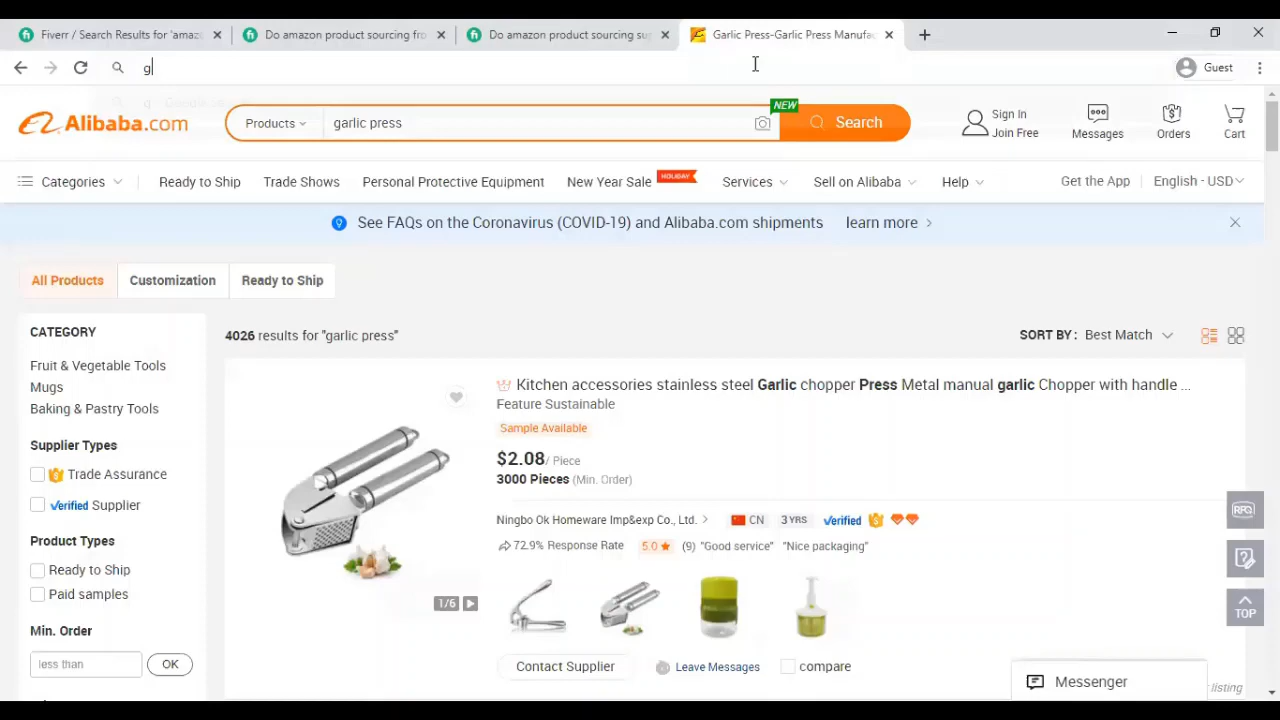 Fiverr / Search Results for 'amaz
Do amazon product sourcing fro
Do amazon product sourcing sup
Garlic Press-Garlic Press Manufac
g
Guest
Alibaba.com
Products
garlic press
NEW
Search
Sign In
Join Free
Messages
Orders
Cart
Categories
Ready to Ship
Trade Shows
Personal Protective Equipment
New Year Sale
HOLIDAY
Services
Sell on Alibaba
Help
Get the App
English - USD
See FAQs on the Coronavirus (COVID-19) and Alibaba.com shipments learn more
All Products
Customization
Ready to Ship
CATEGORY
Fruit & Vegetable Tools
Mugs
Baking & Pastry Tools
Supplier Types
Trade Assurance
Verified Supplier
Product Types
Ready to Ship
Paid samples
Min. Order
less than
OK
4026 results for "garlic press"
SORT BY : Best Match
Kitchen accessories stainless steel Garlic chopper Press Metal manual garlic Chopper with handle ...
Feature Sustainable
Sample Available
$2.08 / Piece
3000 Pieces (Min. Order)
Ningbo Ok Homeware Imp&exp Co., Ltd. CN 3 YRS Verified
72.9% Response Rate 5.0 (9) "Good service" "Nice packaging"
1/6
Contact Supplier
Leave Messages
compare
RFQ
TOP
Messenger
listing